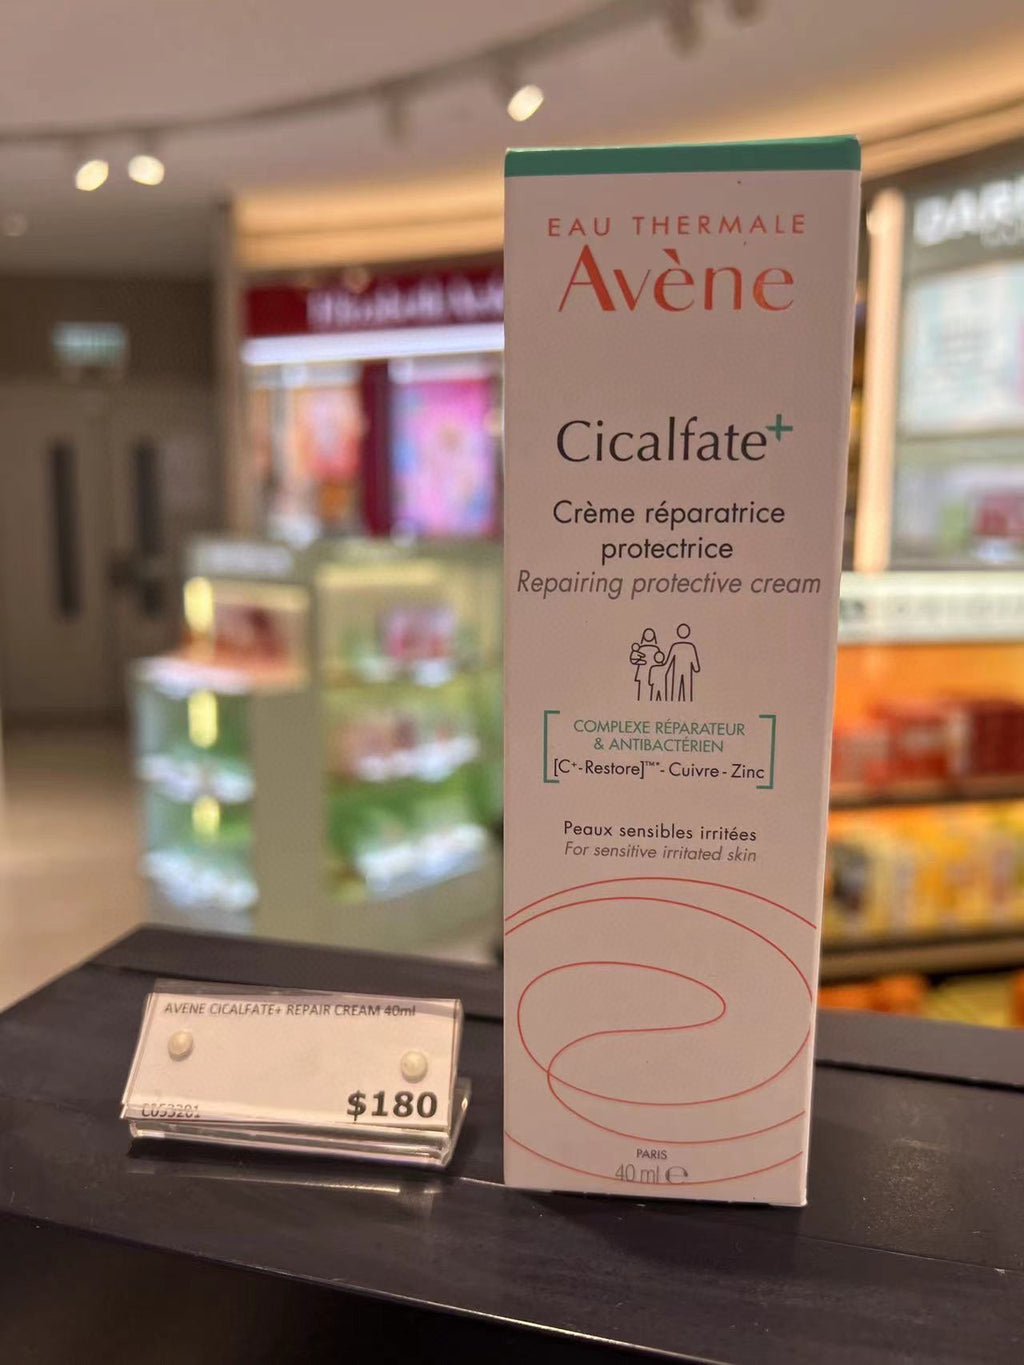 EAU THERMALE
Avène
Cicalfate+
Crème réparatrice
protectrice
Repairing protective cream
COMPLEXE RÉPARATEUR
& ANTIBACTÉRIEN
[C+-Restore]™*- Cuivre - Zinc
Peaux sensibles irritées
For sensitive irritated skin
PARIS
40 ml ℮
AVENE CICALFATE+ REPAIR CREAM 40ml
C053201
$180